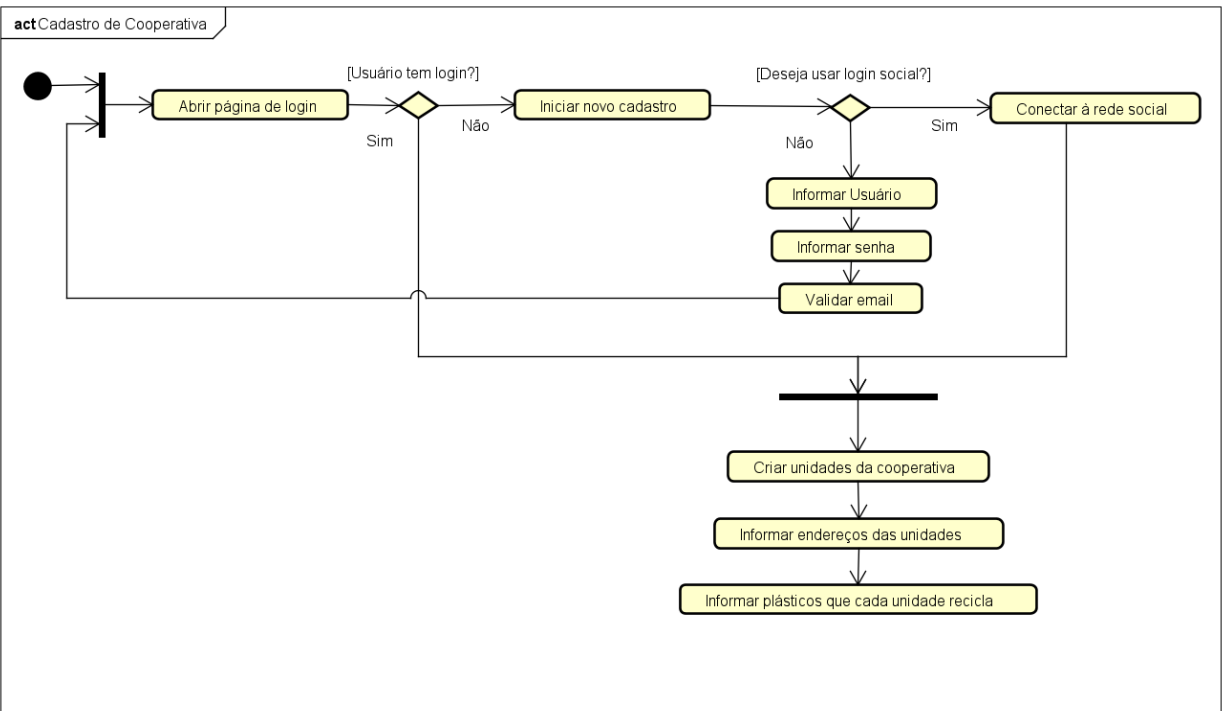 act Cadastro de Cooperativa
[Usuário tem login?]
[Deseja usar login social?]
Abrir página de login
Iniciar novo cadastro
Conectar à rede social
Não
Sim
Sim
Não
Informar Usuário
Informar senha
Validar email
Criar unidades da cooperativa
Informar endereços das unidades
Informar plásticos que cada unidade recicla